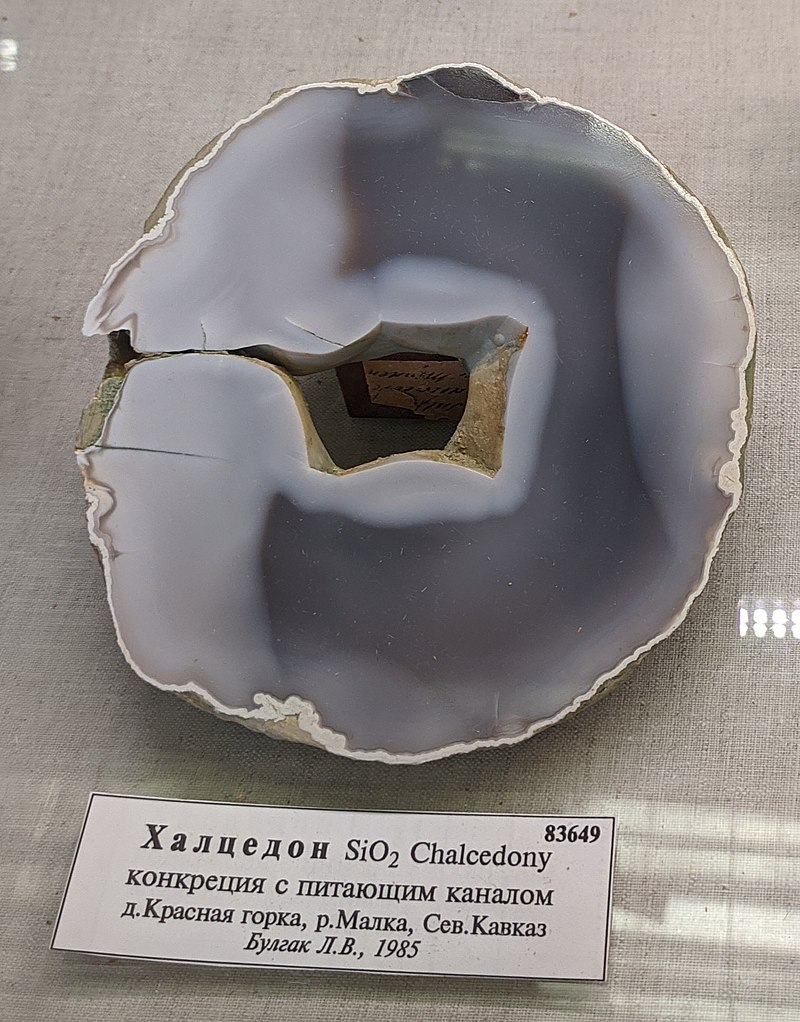 83649
Халцедон SiO₂ Chalcedony
конкреция с питающим каналом
д.Красная горка, р.Малка, Сев.Кавказ
Булгак Л.В., 1985